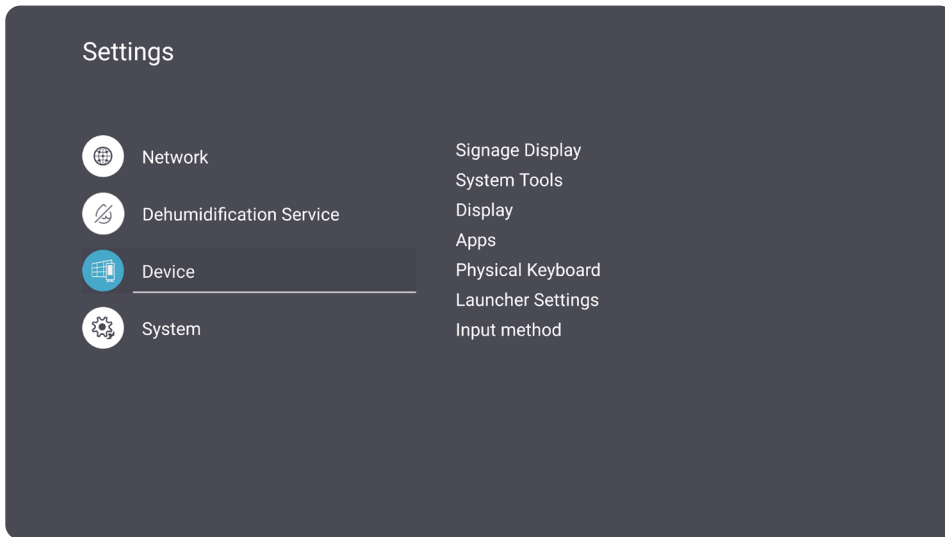 Settings
Network
Dehumidification Service
Device
System
Signage Display
System Tools
Display
Apps
Physical Keyboard
Launcher Settings
Input method